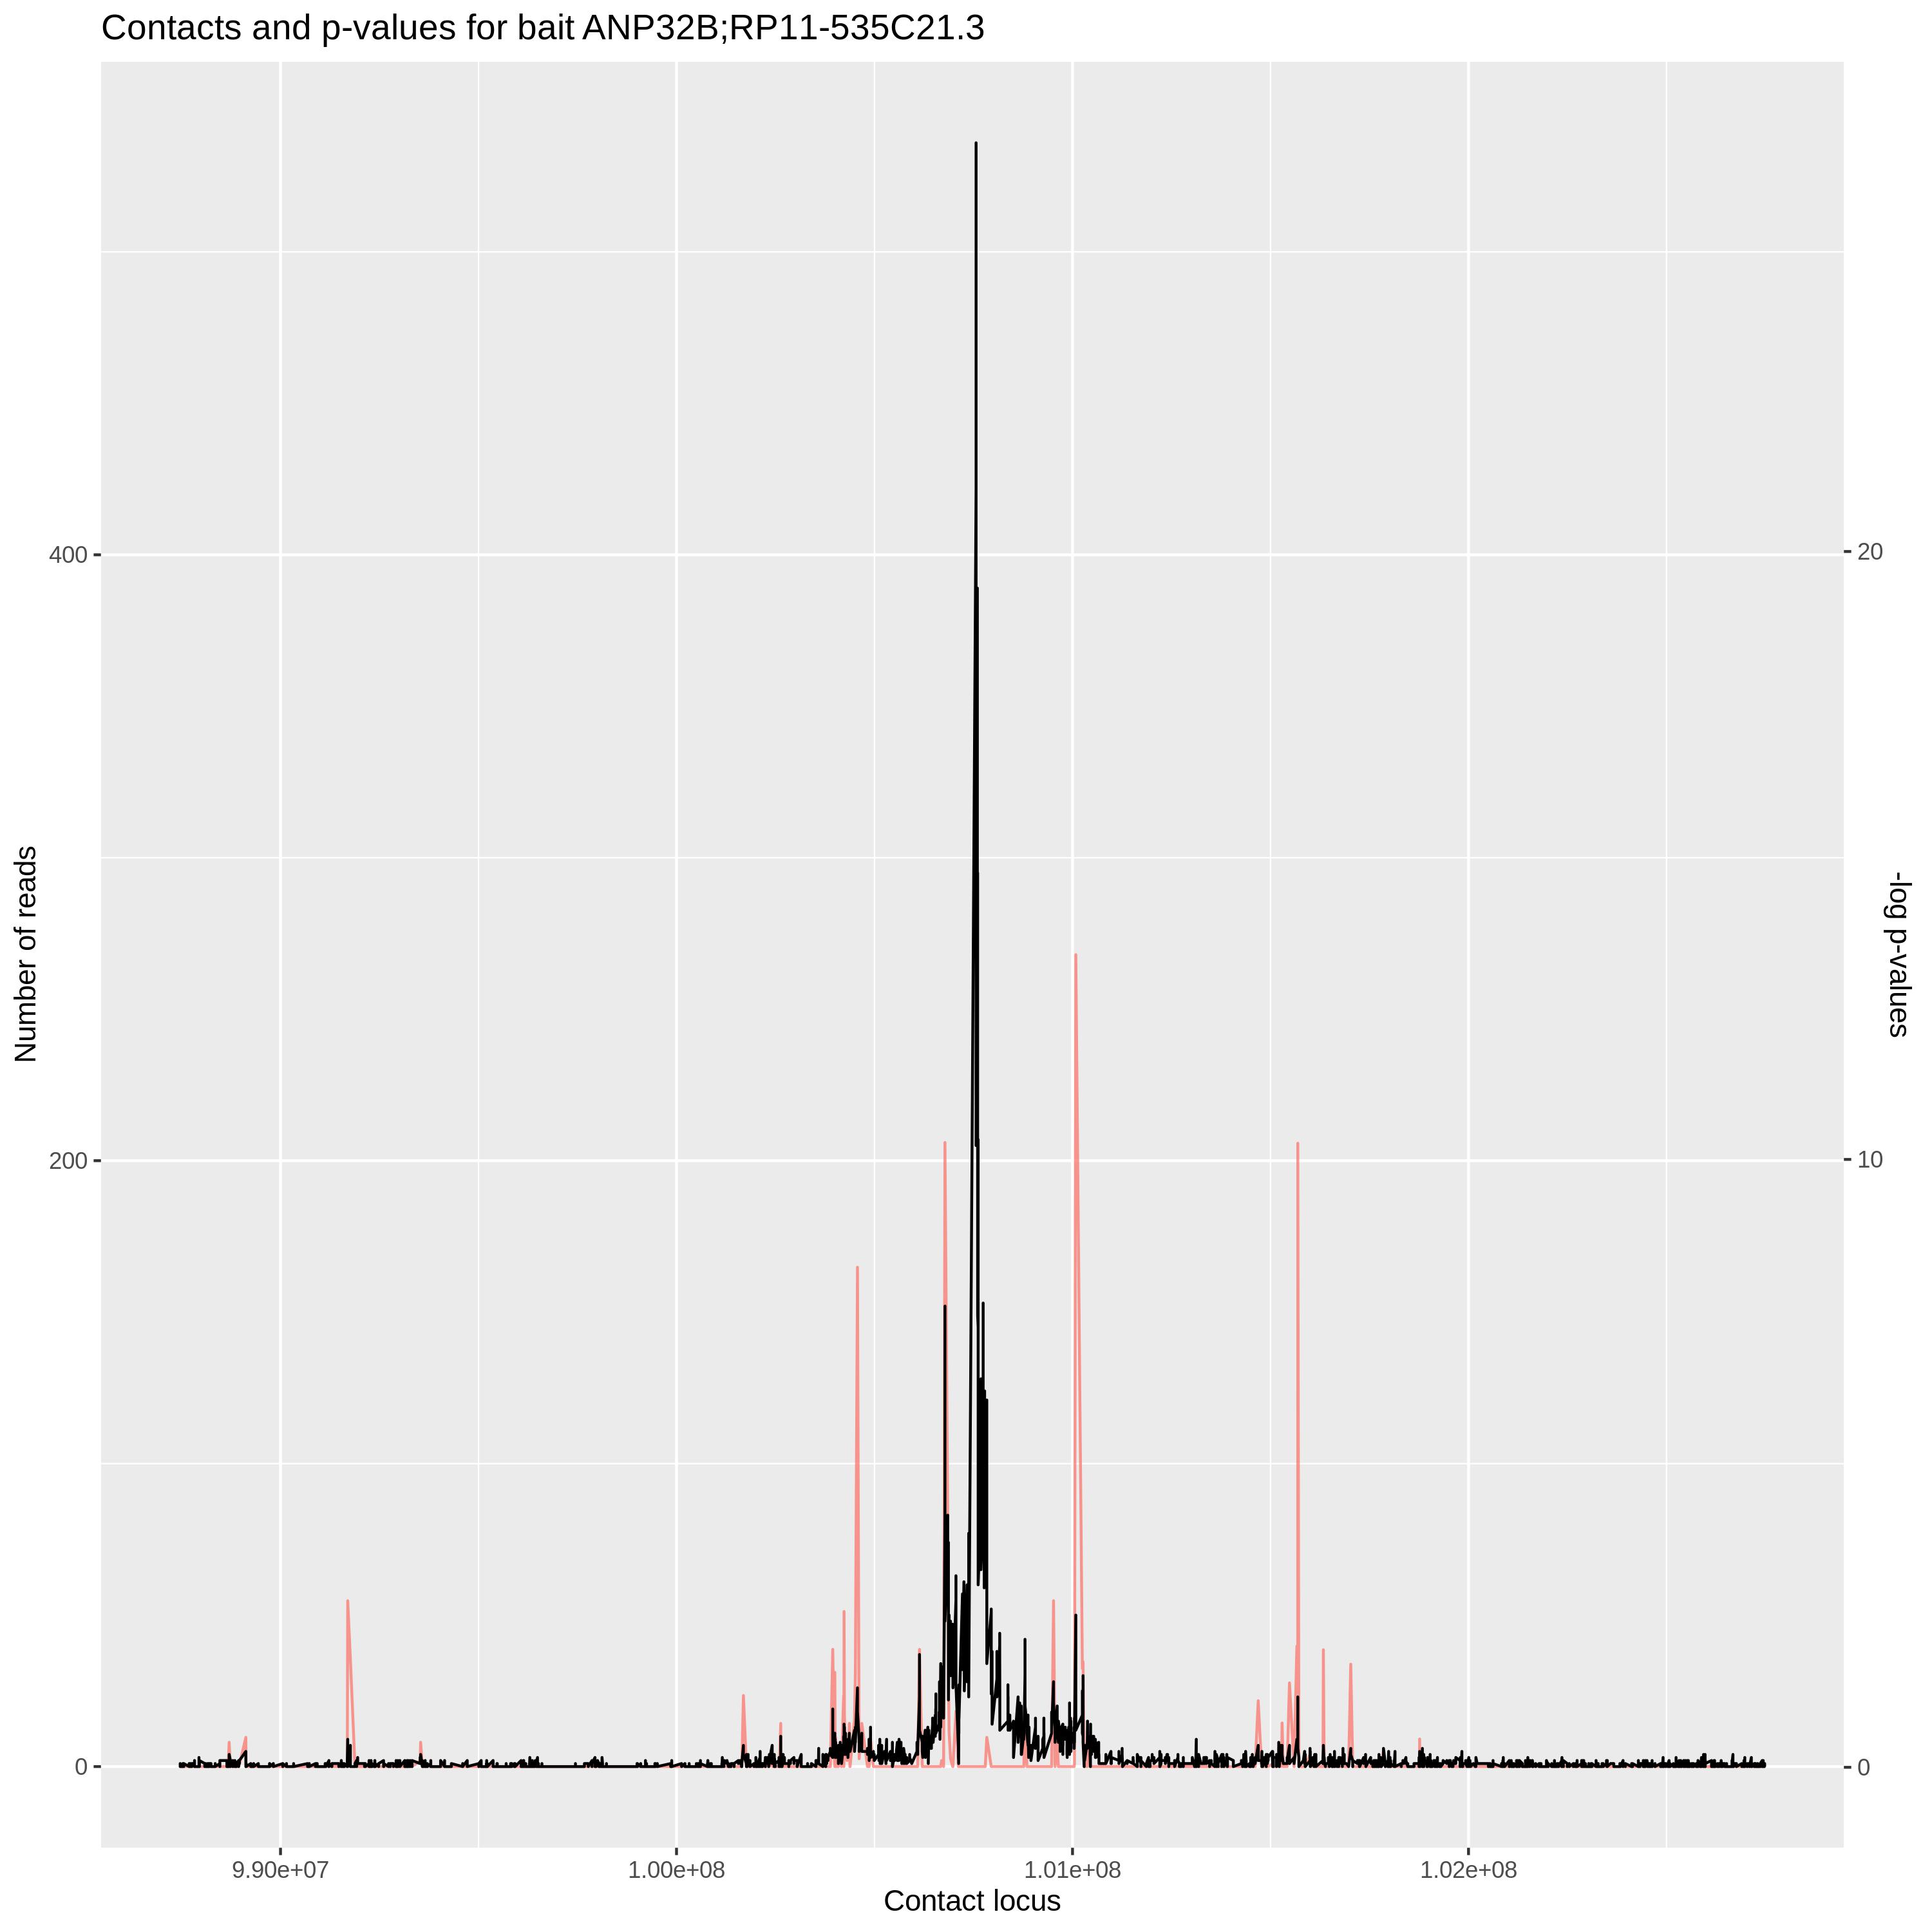 Contacts and p-values for bait ANP32B;RP11-535C21.3
Number of reads
400
200
0
20
10
0
-log p-values
9.90e+07
1.00e+08
1.01e+08
1.02e+08
Contact locus